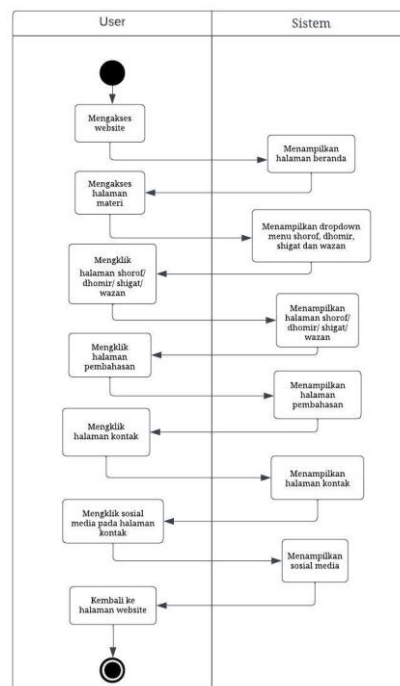 User
Sistem
Mengakses
website
Menampilkan
halaman beranda
Mengakses
halaman
materi
Menampilkan dropdown
menu shorof, dhomir,
shigat dan wazan
Mengklik
halaman shorof/
dhomir/ shigat/
wazan
Menampilkan
halaman shorof/
dhomir/ shigat/
wazan
Mengklik
halaman
pembahasan
Menampilkan
halaman
pembahasan
Mengklik
halaman kontak
Menampilkan
halaman kontak
Mengklik sosial
media pada halaman
kontak
Menampilkan
sosial media
Kembali ke
halaman website